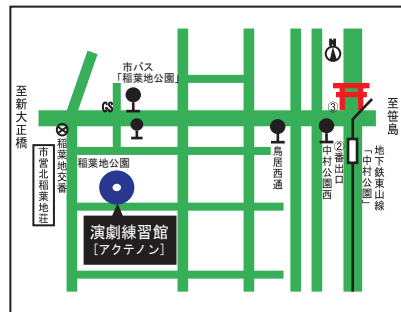 至新大正橋
市バス
「稲葉地公園」
GS
N
③
至笹島
稲葉地交番
市営北稲葉地荘
稲葉地公園
鳥居西通
中村公園西
②番出口
地下鉄東山線
「中村公園」
演劇練習館
[アクテノン]